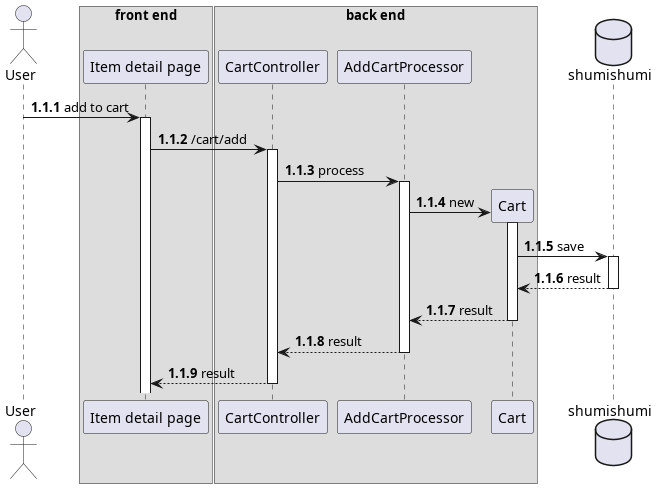 front end
back end
User
Item detail page
CartController
AddCartProcessor
shumishumi
1.1.1 add to cart
1.1.2 /cart/add
1.1.3 process
1.1.4 new
Cart
1.1.5 save
1.1.6 result
1.1.7 result
1.1.8 result
1.1.9 result
User
Item detail page
CartController
AddCartProcessor
Cart
shumishumi